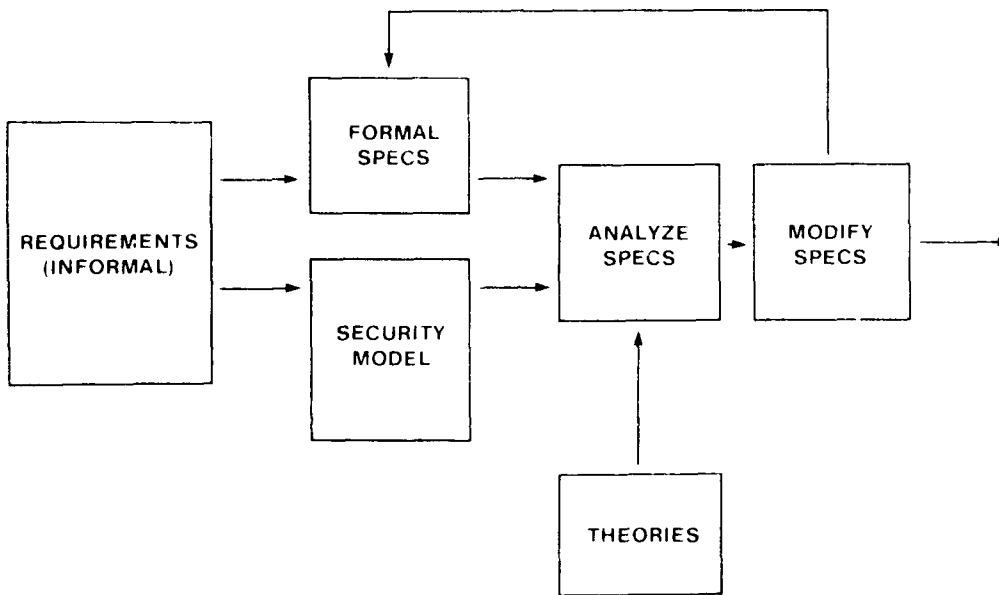 FORMAL
SPECS
REQUIREMENTS
(INFORMAL)
ANALYZE
SPECS
MODIFY
SPECS
SECURITY
MODEL
THEORIES